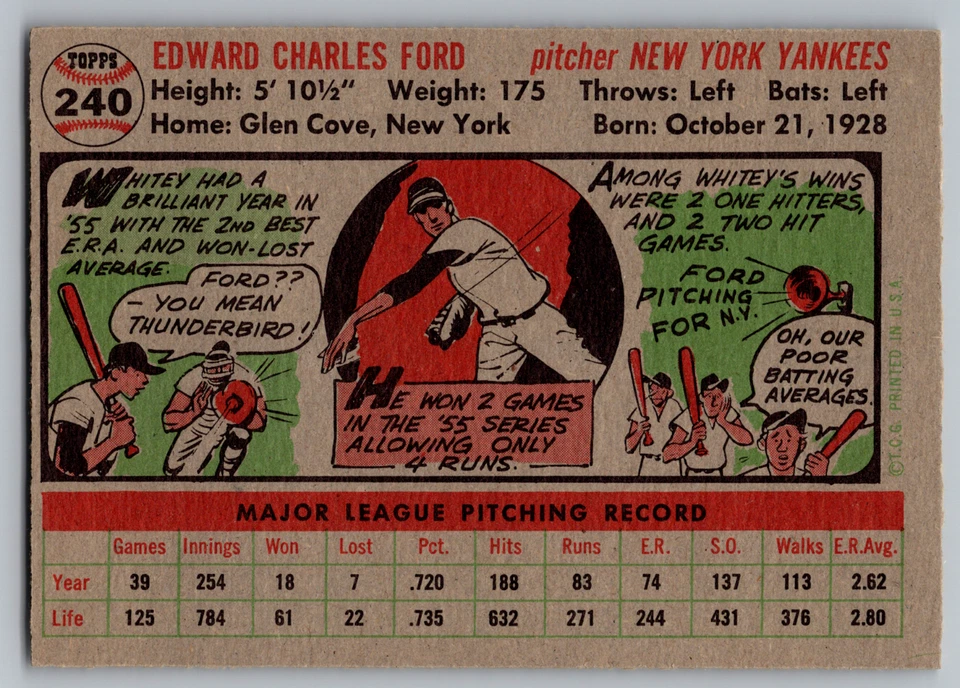 TOPPS
240
EDWARD CHARLES FORD pitcher NEW YORK YANKEES
Height: 5' 10½" Weight: 175 Throws: Left Bats: Left
Home: Glen Cove, New York Born: October 21, 1928
WHITEY HAD A
BRILLIANT YEAR IN
'55 WITH THE 2ND BEST
E.R.A. AND WON-LOST
AVERAGE.
FORD??
- YOU MEAN
THUNDERBIRD!
HE WON 2 GAMES
IN THE '55 SERIES
ALLOWING ONLY
4 RUNS.
AMONG WHITEY'S WINS
WERE 2 ONE HITTERS,
AND 2 TWO HIT
GAMES.
FORD
PITCHING
FOR N.Y.
OH, OUR
POOR
BATTING
AVERAGES.
©T.C.G. PRINTED IN U.S.A.
MAJOR LEAGUE PITCHING RECORD
Games Innings Won Lost Pct. Hits Runs E.R. S.O. Walks E.R.Avg.
Year 39 254 18 7 .720 188 83 74 137 113 2.62
Life 125 784 61 22 .735 632 271 244 431 376 2.80